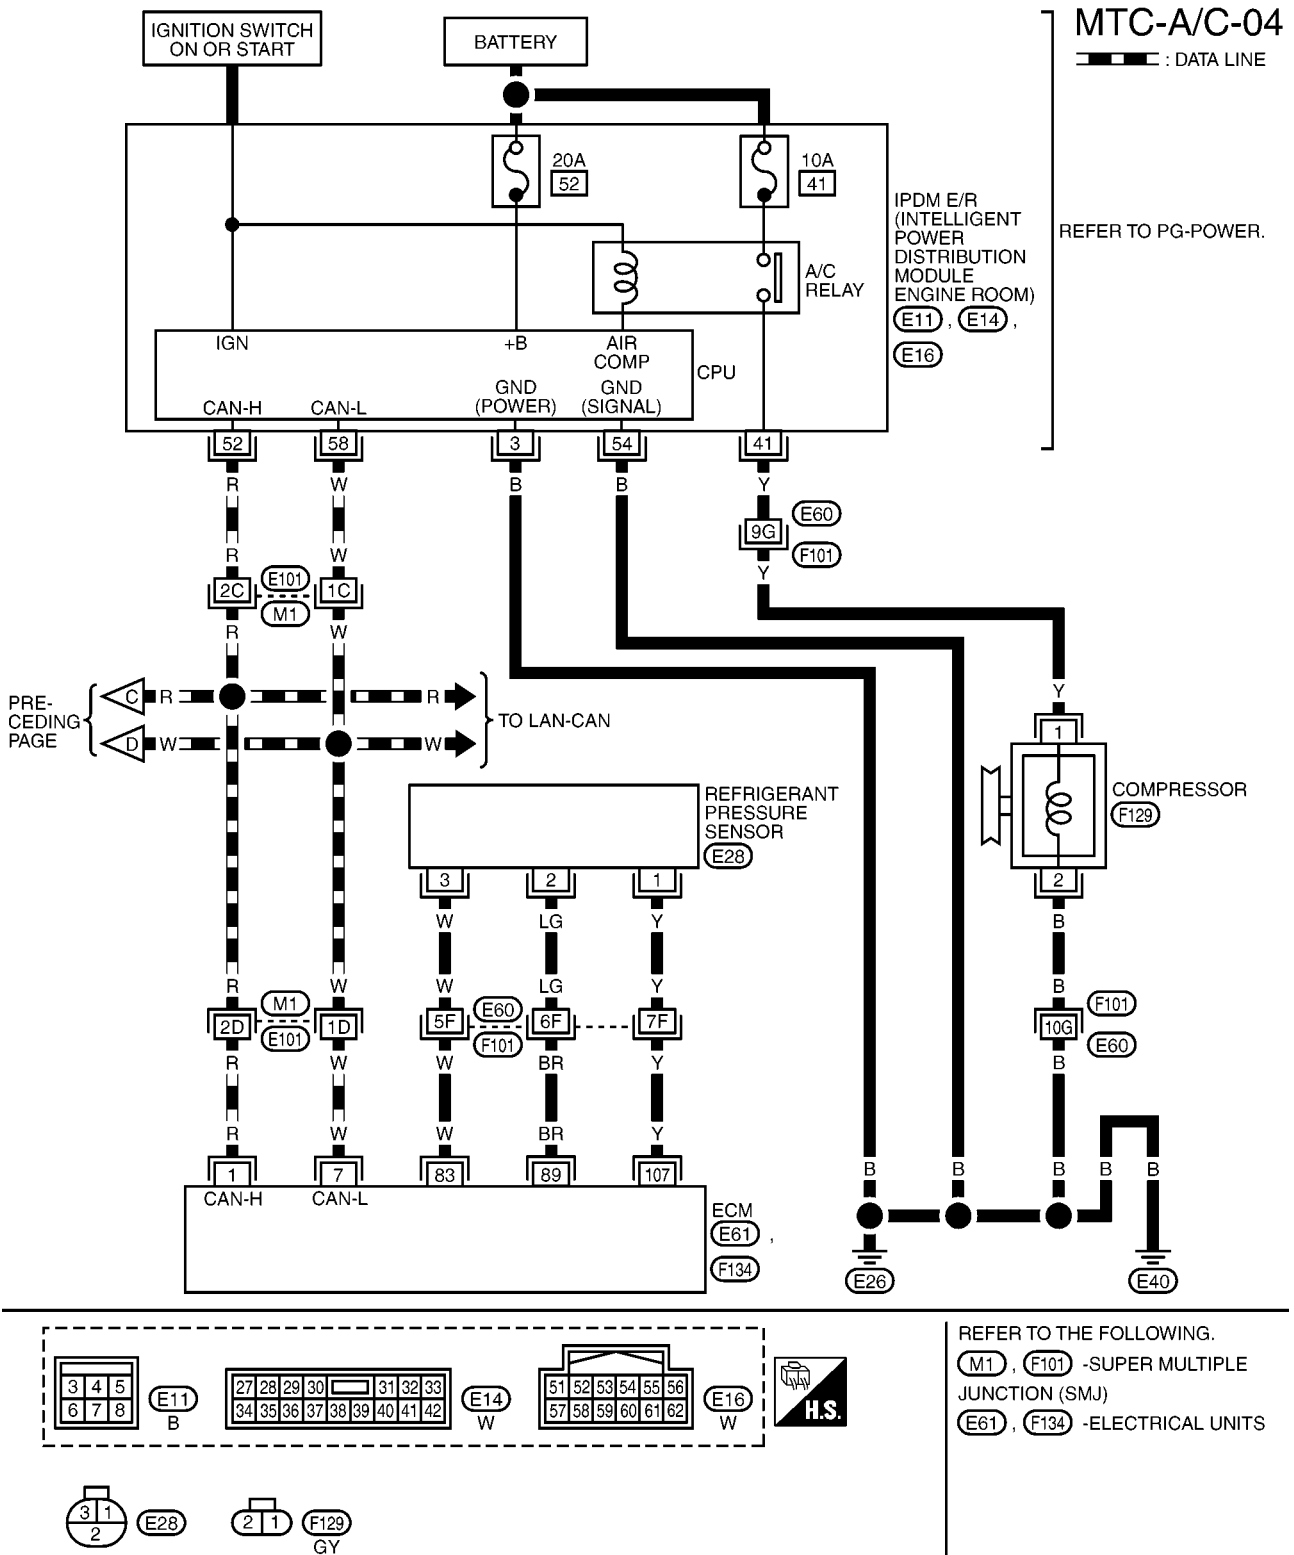 IGNITION SWITCH
ON OR START
BATTERY
MTC-A/C-04
: DATA LINE
20A
52
10A
41
IPDM E/R
(INTELLIGENT
POWER
DISTRIBUTION
MODULE
ENGINE ROOM)
E11 , E14 ,
E16
REFER TO PG-POWER.
A/C
RELAY
IGN
+B
AIR
COMP
CPU
CAN-H
CAN-L
GND
(POWER)
GND
(SIGNAL)
52 58 3 54 41
R W B B Y
9G
E60
F101
R W
Y
2C
E101
M1
1C
R W
PRE-
CEDING
PAGE
C R R
D W W
TO LAN-CAN
Y
1
COMPRESSOR
F129
2
B
REFRIGERANT
PRESSURE
SENSOR
E28
3 2 1
W LG Y
R W W LG Y B
2D
M1
E101
1D
5F
E60
F101
6F
7F
10G
F101
E60
R W W BR Y B
R W W BR Y
1 7 83 89 107
CAN-H
CAN-L
ECM
E61 ,
F134
B B B B B
E26
E40
3 4 5
6 7 8
E11
B
27 28 29 30 31 32 33
34 35 36 37 38 39 40 41 42
E14
W
51 52 53 54 55 56
57 58 59 60 61 62
E16
W
H.S.
3 1
2
E28
2 1
F129
GY
REFER TO THE FOLLOWING.
M1 , F101 -SUPER MULTIPLE
JUNCTION (SMJ)
E61 , F134 -ELECTRICAL UNITS